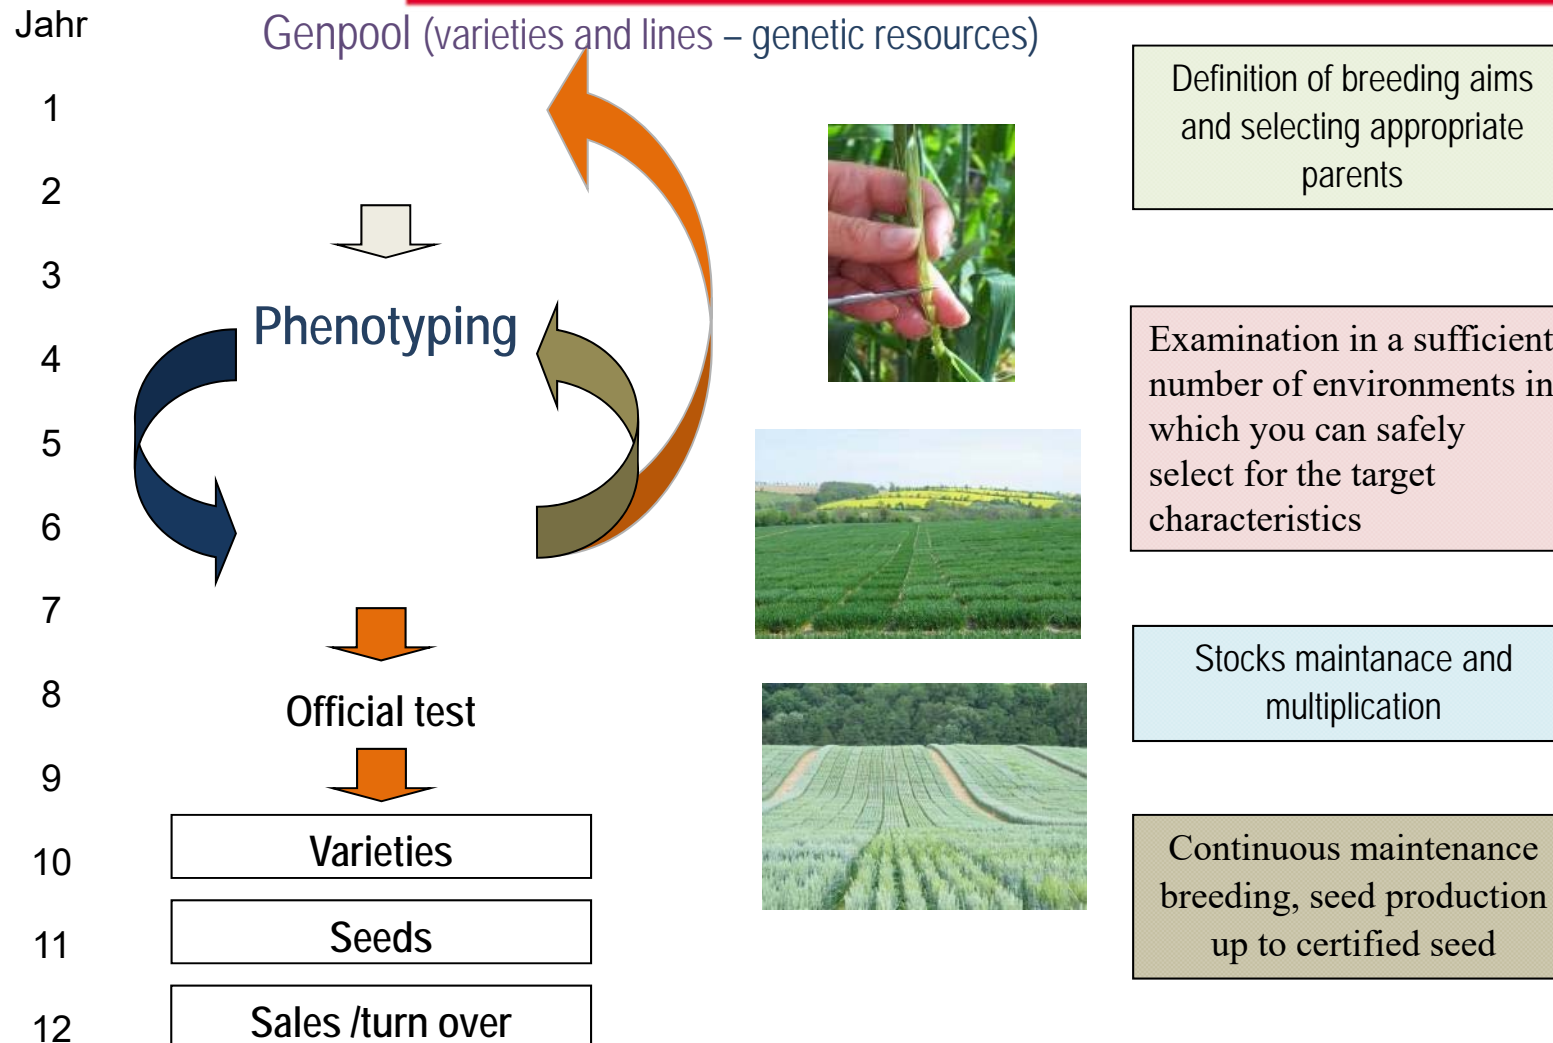 Jahr
Genpool (varieties and lines – genetic resources)
1
2
3
4
5
6
7
8
9
10
11
12
Phenotyping
Official test
Varieties
Seeds
Sales /turn over
Definition of breeding aims
and selecting appropriate
parents
Examination in a sufficient
number of environments in
which you can safely
select for the target
characteristics
Stocks maintanace and
multiplication
Continuous maintenance
breeding, seed production
up to certified seed